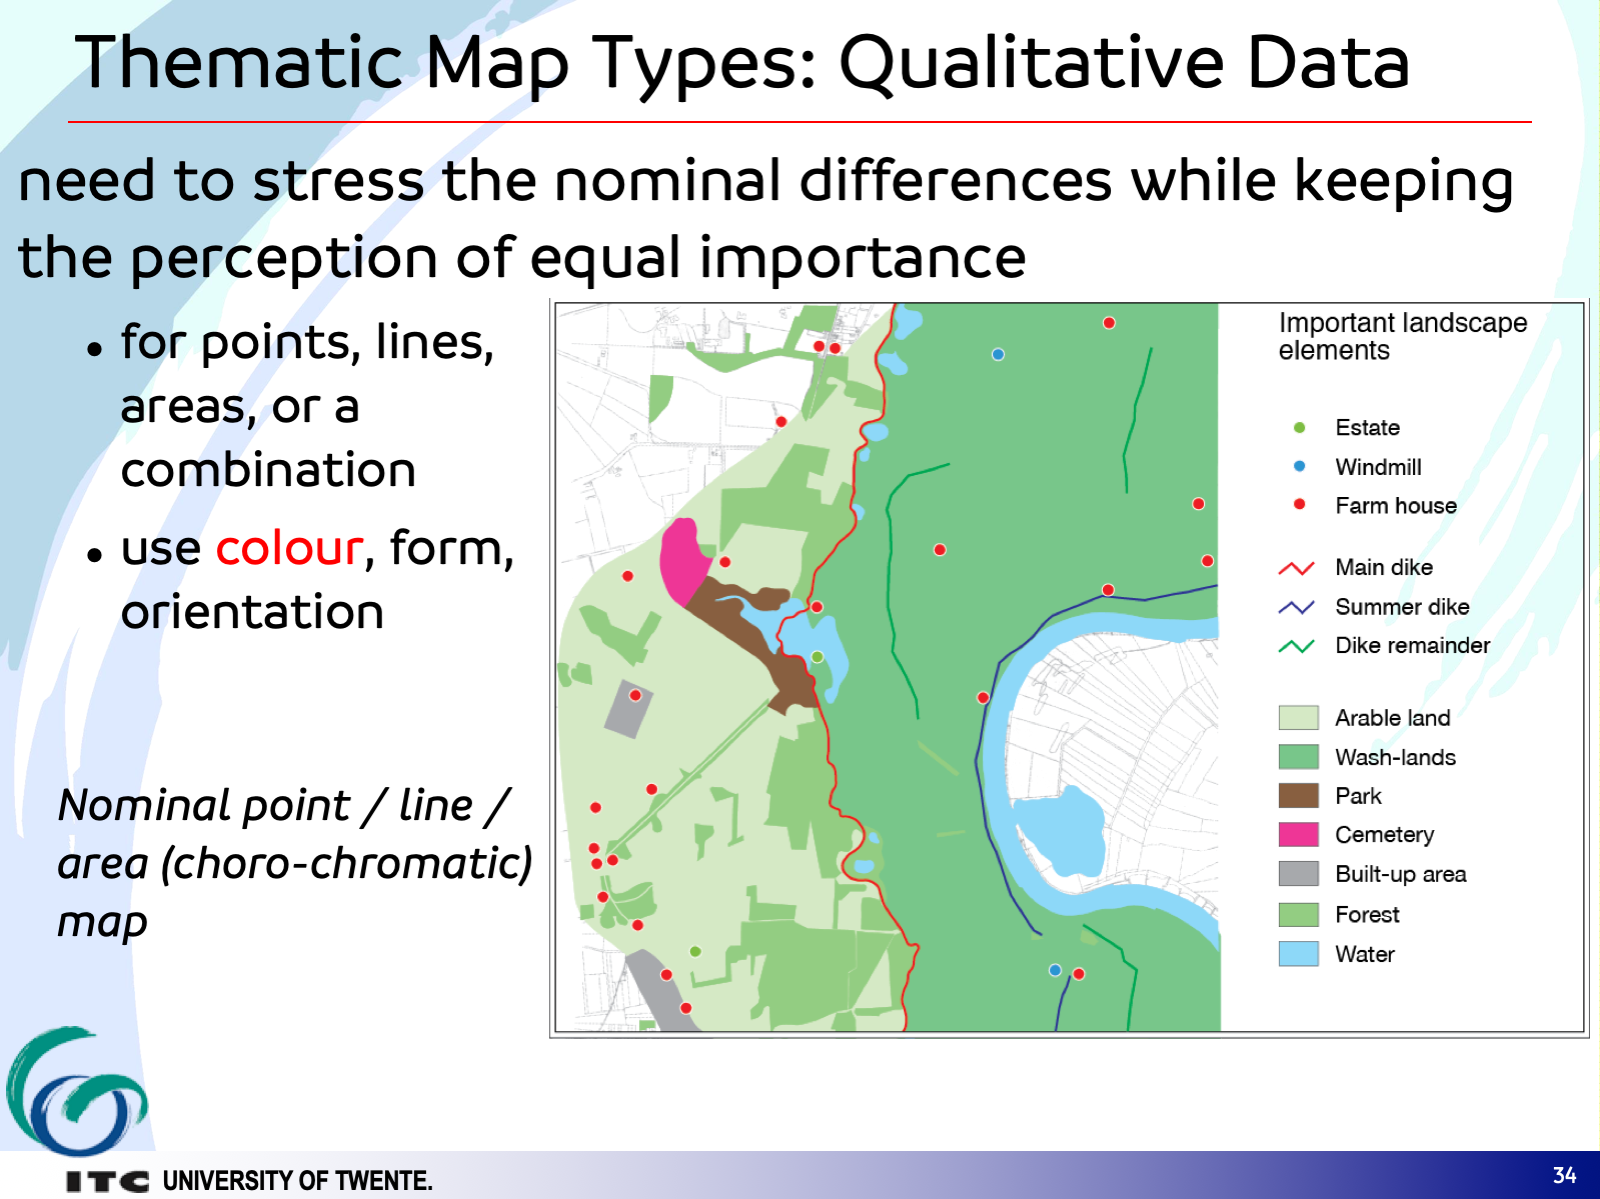 Thematic Map Types: Qualitative Data
need to stress the nominal differences while keeping
the perception of equal importance
• for points, lines,
areas, or a
combination
• use colour, form,
orientation
Nominal point / line /
area (choro-chromatic)
map
Important landscape
elements
Estate
Windmill
Farm house
Main dike
Summer dike
Dike remainder
Arable land
Wash-lands
Park
Cemetery
Built-up area
Forest
Water
ITC UNIVERSITY OF TWENTE.
34